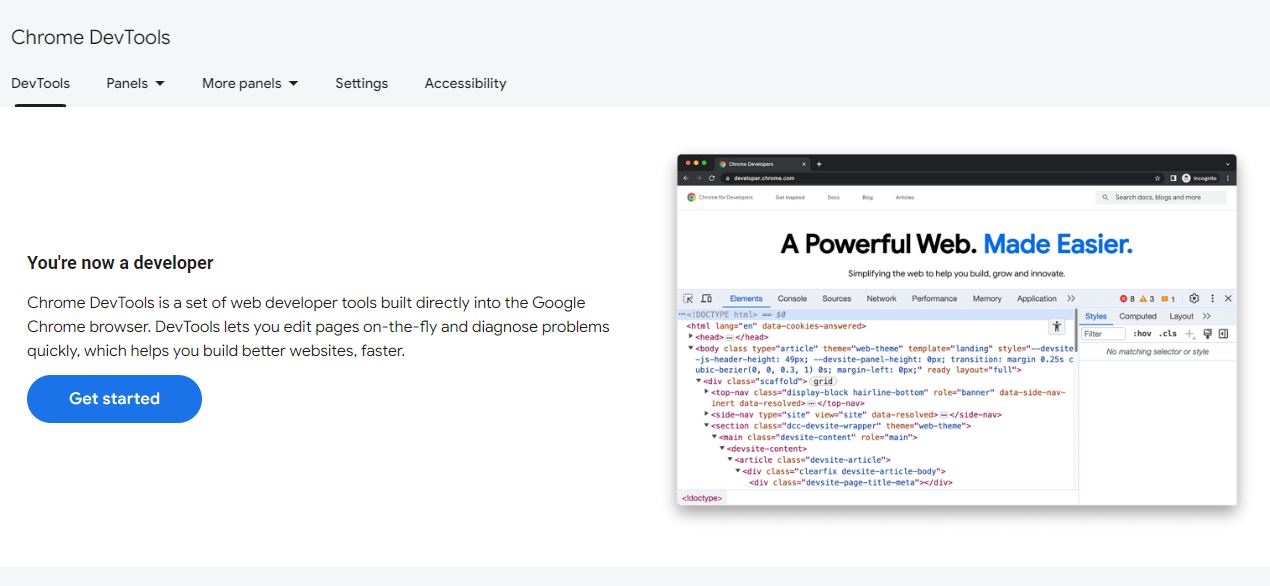 Chrome DevTools
DevTools Panels More panels Settings Accessibility
You're now a developer
Chrome DevTools is a set of web developer tools built directly into the Google
Chrome browser. DevTools lets you edit pages on-the-fly and diagnose problems
quickly, which helps you build better websites, faster.
Get started
Chrome Developers
developer.chrome.com Incognito
Chrome for Developers Get Inspired Docs Blog Articles Search docs, blogs and more
A Powerful Web. Made Easier.
Simplifying the web to help you build, grow and innovate.
Elements Console Sources Network Performance Memory Application 8 3 1
<!DOCTYPE html> == $0
<html lang="en" data-cookies-answered>
<head>⋯</head>
<body class type="article" theme="web-theme" template="landing" style="--devsite
-js-header-height: 49px; --devsite-panel-height: 0px; transition: margin 0.25s c
ubic-bezier(0, 0, 0.3, 1) 0s; margin-left: 0px;" ready layout="full">
<div class="scaffold"> grid
<top-nav class="display-block hairline-bottom" role="banner" data-side-nav-
inert data-resolved>⋯</top-nav>
<side-nav type="site" view="site" data-resolved>⋯</side-nav>
<section class="dcc-devsite-wrapper" theme="web-theme">
<main class="devsite-content" role="main">
<devsite-content>
<article class="devsite-article">
<div class="clearfix devsite-article-body">
<div class="devsite-page-title-meta"></div>
<!doctype>
Styles Computed Layout
Filter :hov .cls
No matching selector or style